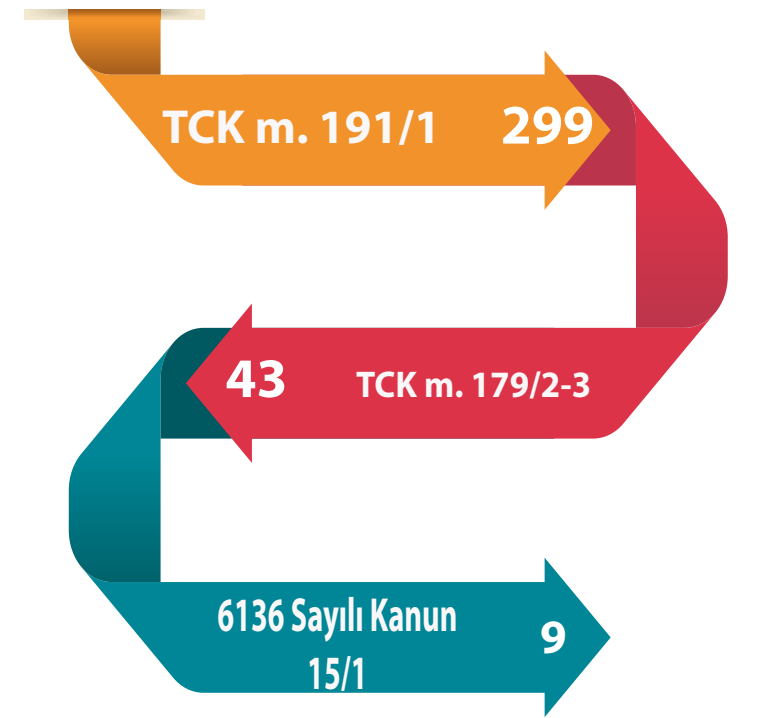 TCK m. 191/1 299
43 TCK m. 179/2-3
6136 Sayılı Kanun
15/1
9